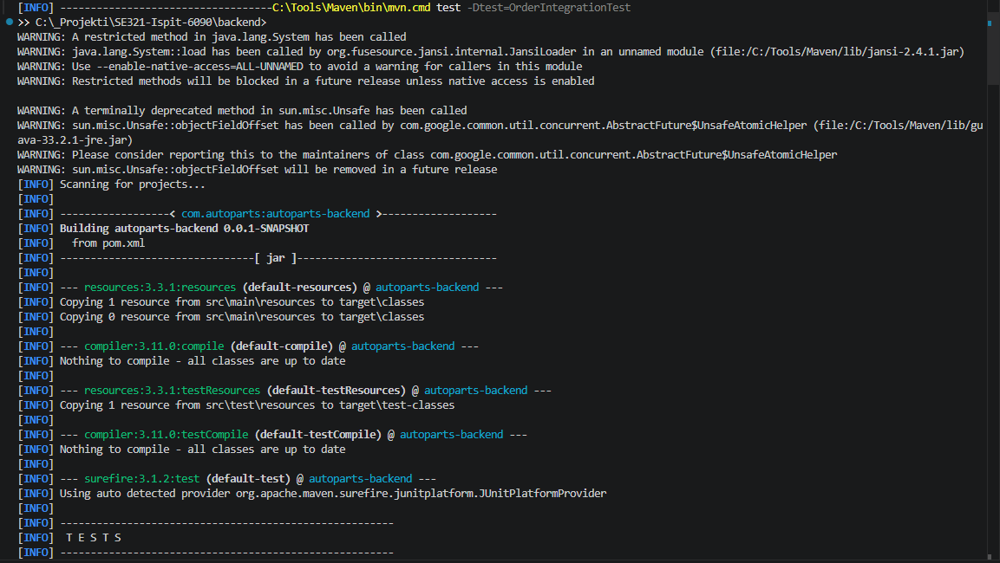 [INFO] -----------------------------------C:\Tools\Maven\bin\mvn.cmd test -Dtest=OrderIntegrationTest
>> C:\_Projekti\SE321-Ispit-6090\backend>
WARNING: A restricted method in java.lang.System has been called
WARNING: java.lang.System::load has been called by org.fusesource.jansi.internal.JansiLoader in an unnamed module (file:/C:/Tools/Maven/lib/jansi-2.4.1.jar)
WARNING: Use --enable-native-access=ALL-UNNAMED to avoid a warning for callers in this module
WARNING: Restricted methods will be blocked in a future release unless native access is enabled
WARNING: A terminally deprecated method in sun.misc.Unsafe has been called
WARNING: sun.misc.Unsafe::objectFieldOffset has been called by com.google.common.util.concurrent.AbstractFuture$UnsafeAtomicHelper (file:/C:/Tools/Maven/lib/gu
ava-33.2.1-jre.jar)
WARNING: Please consider reporting this to the maintainers of class com.google.common.util.concurrent.AbstractFuture$UnsafeAtomicHelper
WARNING: sun.misc.Unsafe::objectFieldOffset will be removed in a future release
[INFO] Scanning for projects...
[INFO]
[INFO] ------------------< com.autoparts:autoparts-backend >-------------------
[INFO] Building autoparts-backend 0.0.1-SNAPSHOT
[INFO]   from pom.xml
[INFO] --------------------------------[ jar ]---------------------------------
[INFO]
[INFO] --- resources:3.3.1:resources (default-resources) @ autoparts-backend ---
[INFO] Copying 1 resource from src\main\resources to target\classes
[INFO] Copying 0 resource from src\main\resources to target\classes
[INFO]
[INFO] --- compiler:3.11.0:compile (default-compile) @ autoparts-backend ---
[INFO] Nothing to compile - all classes are up to date
[INFO]
[INFO] --- resources:3.3.1:testResources (default-testResources) @ autoparts-backend ---
[INFO] Copying 1 resource from src\test\resources to target\test-classes
[INFO]
[INFO] --- compiler:3.11.0:testCompile (default-testCompile) @ autoparts-backend ---
[INFO] Nothing to compile - all classes are up to date
[INFO]
[INFO] --- surefire:3.1.2:test (default-test) @ autoparts-backend ---
[INFO] Using auto detected provider org.apache.maven.surefire.junitplatform.JUnitPlatformProvider
[INFO]
[INFO] -------------------------------------------------------
[INFO]  T E S T S
[INFO] -------------------------------------------------------